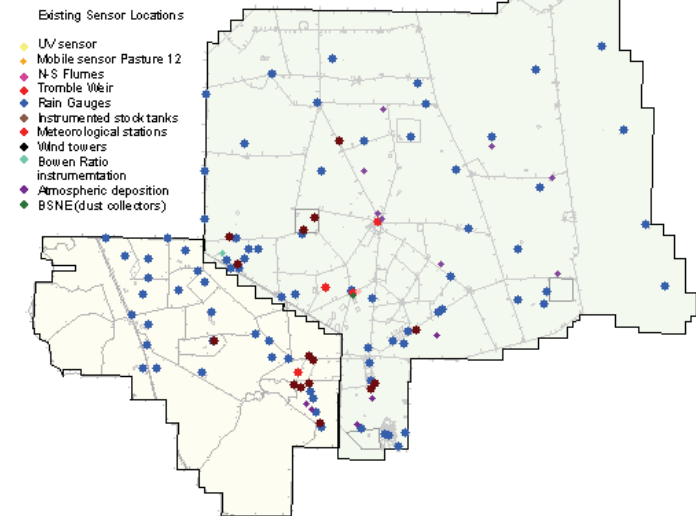 Existing Sensor Locations
UV sensor
Mobile sensor Pasture 12
N-S Flumes
Tromble Weir
Rain Gauges
Instrumented stock tanks
Meteorological stations
Wind towers
Bowen Ratio
instrumentation
Atmospheric deposition
BSNE (dust collectors)